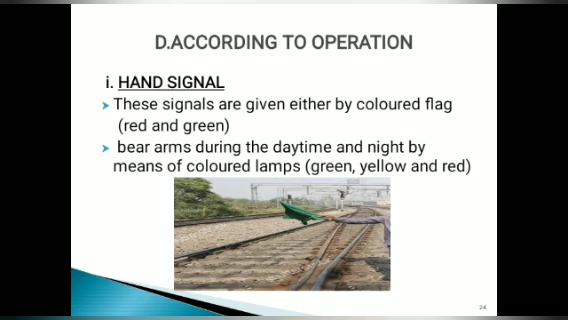 D.ACCORDING TO OPERATION
i. HAND SIGNAL
These signals are given either by coloured flag
(red and green)
bear arms during the daytime and night by
means of coloured lamps (green, yellow and red)
24